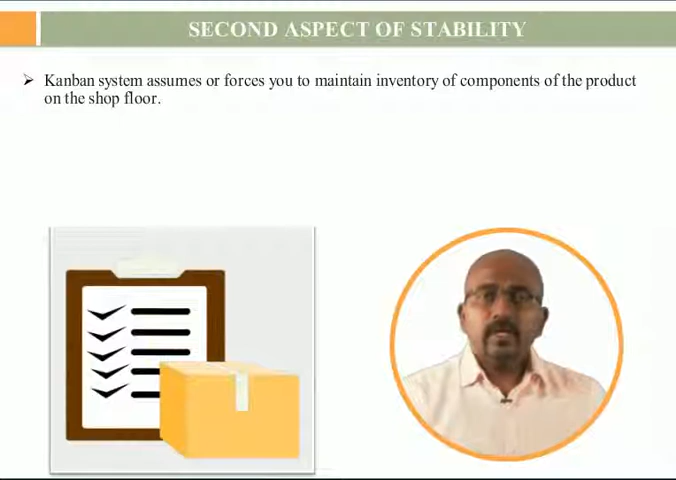 SECOND ASPECT OF STABILITY
➢ Kanban system assumes or forces you to maintain inventory of components of the product
on the shop floor.